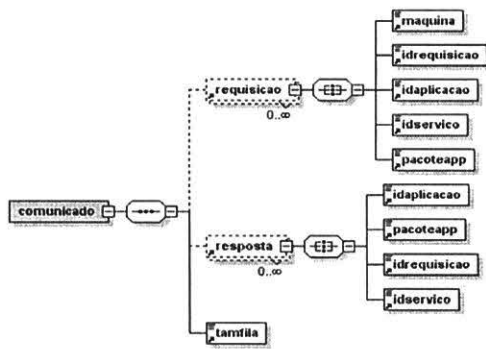 maquina
idrequisicao
requisicao
idaplicacao
0..∞
idservico
pacoteapp
idaplicacao
comunicado
pacoteapp
resposta
idrequisicao
0..∞
idservico
tamfila